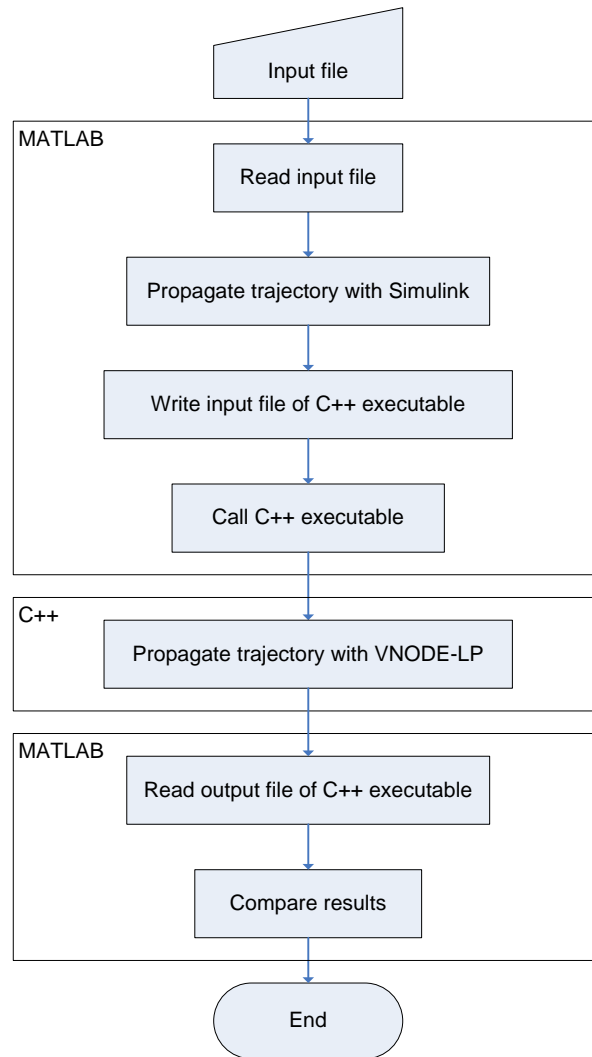 Input file
MATLAB
Read input file
Propagate trajectory with Simulink
Write input file of C++ executable
Call C++ executable
C++
Propagate trajectory with VNODE-LP
MATLAB
Read output file of C++ executable
Compare results
End